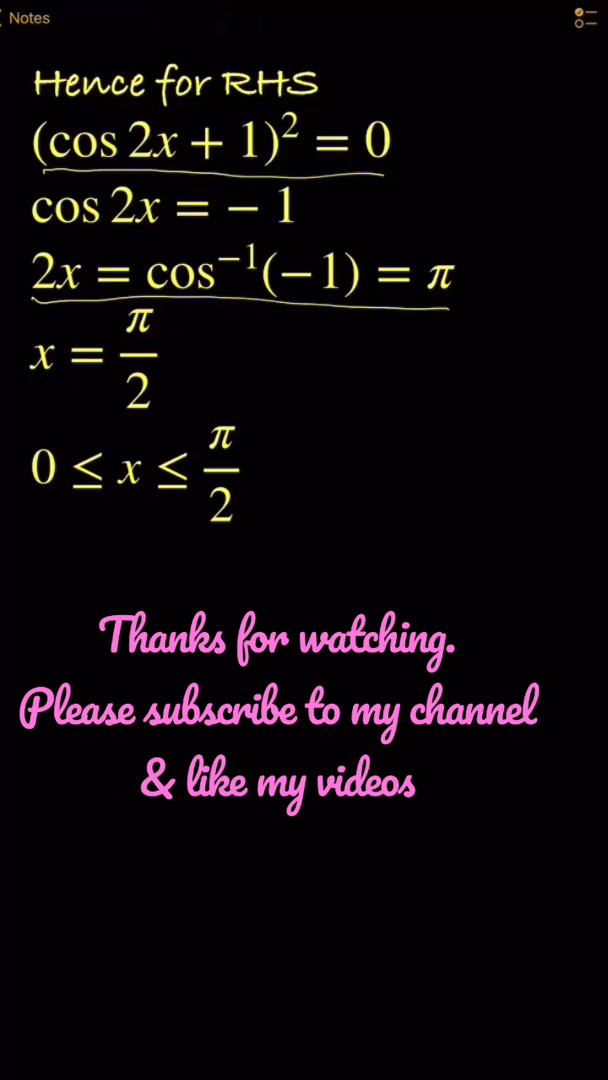 Notes
Hence for RHS
(cos 2x + 1)² = 0
cos 2x = − 1
2x = cos⁻¹(−1) = π
x = π/2
0 ≤ x ≤ π/2
Thanks for watching.
Please subscribe to my channel
& like my videos